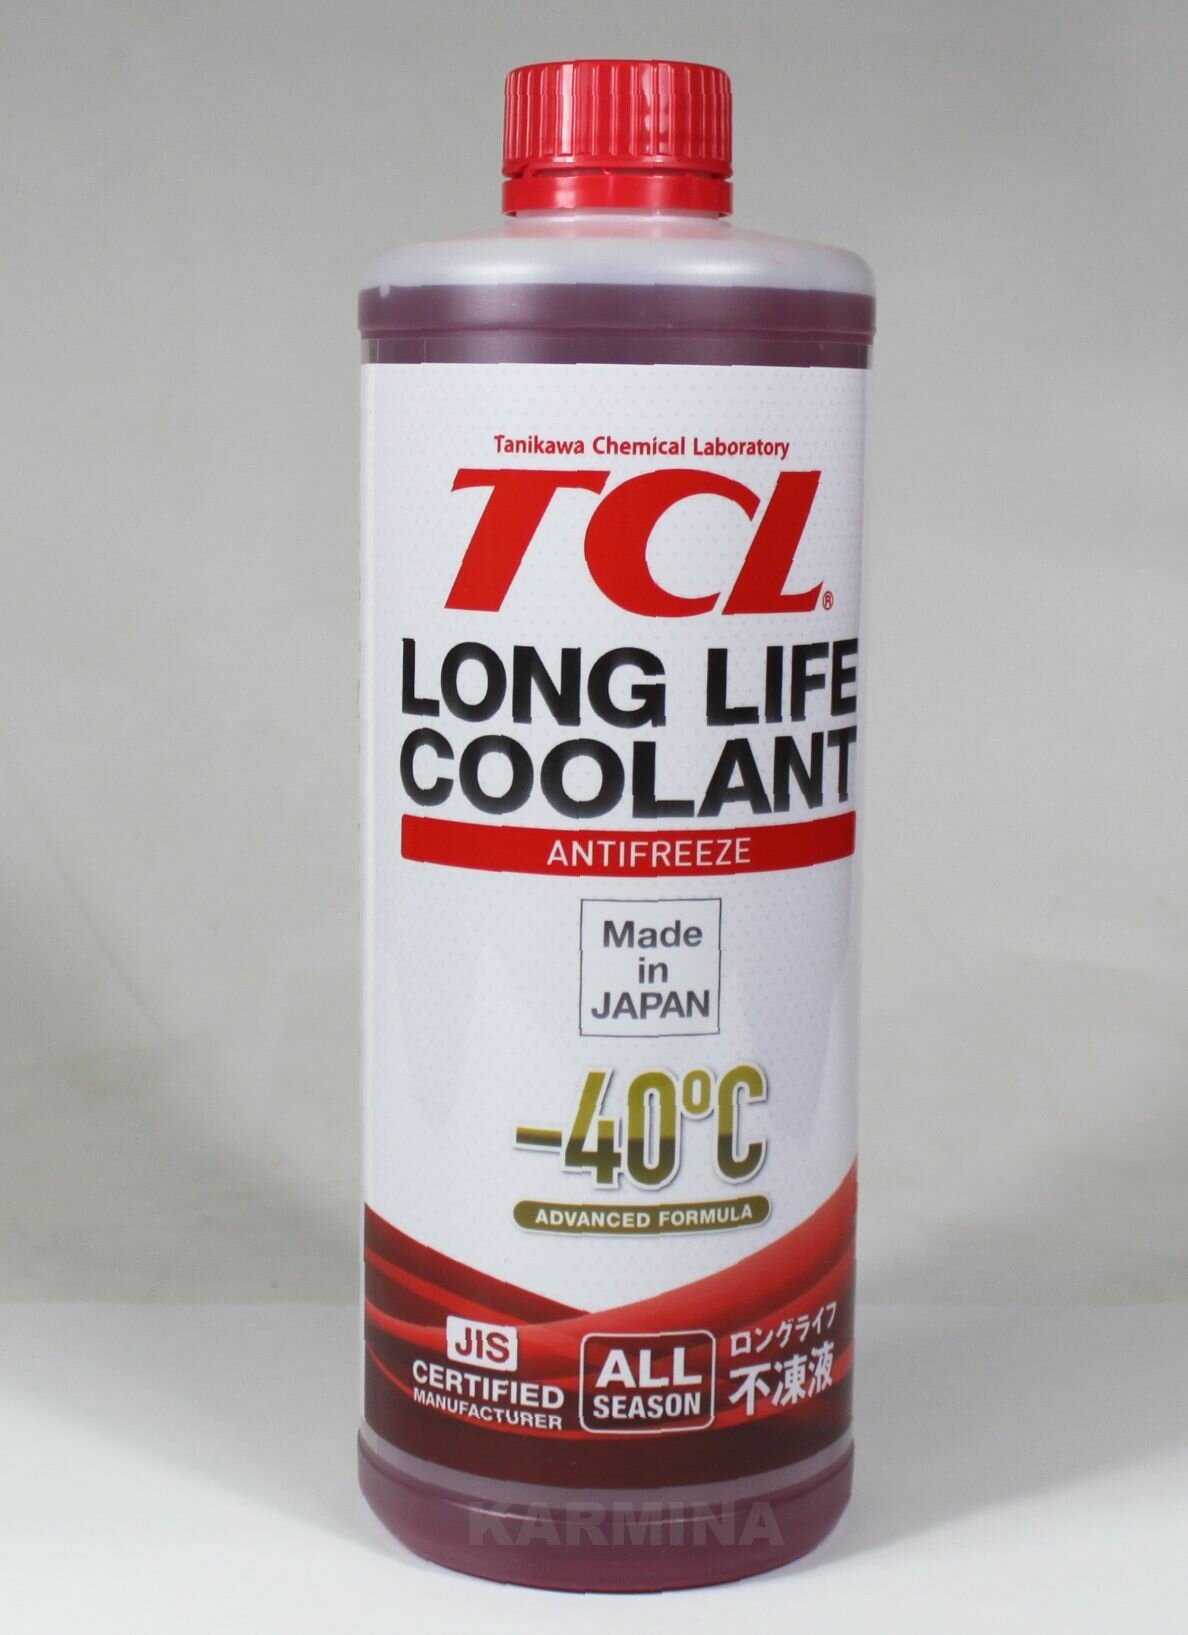 Tanikawa Chemical Laboratory
TCL®
LONG LIFE
COOLANT
ANTIFREEZE
Made
in
JAPAN
-40°C
ADVANCED FORMULA
JIS
CERTIFIED
MANUFACTURER
ALL
SEASON
ロングライフ
不凍液
KARMINA